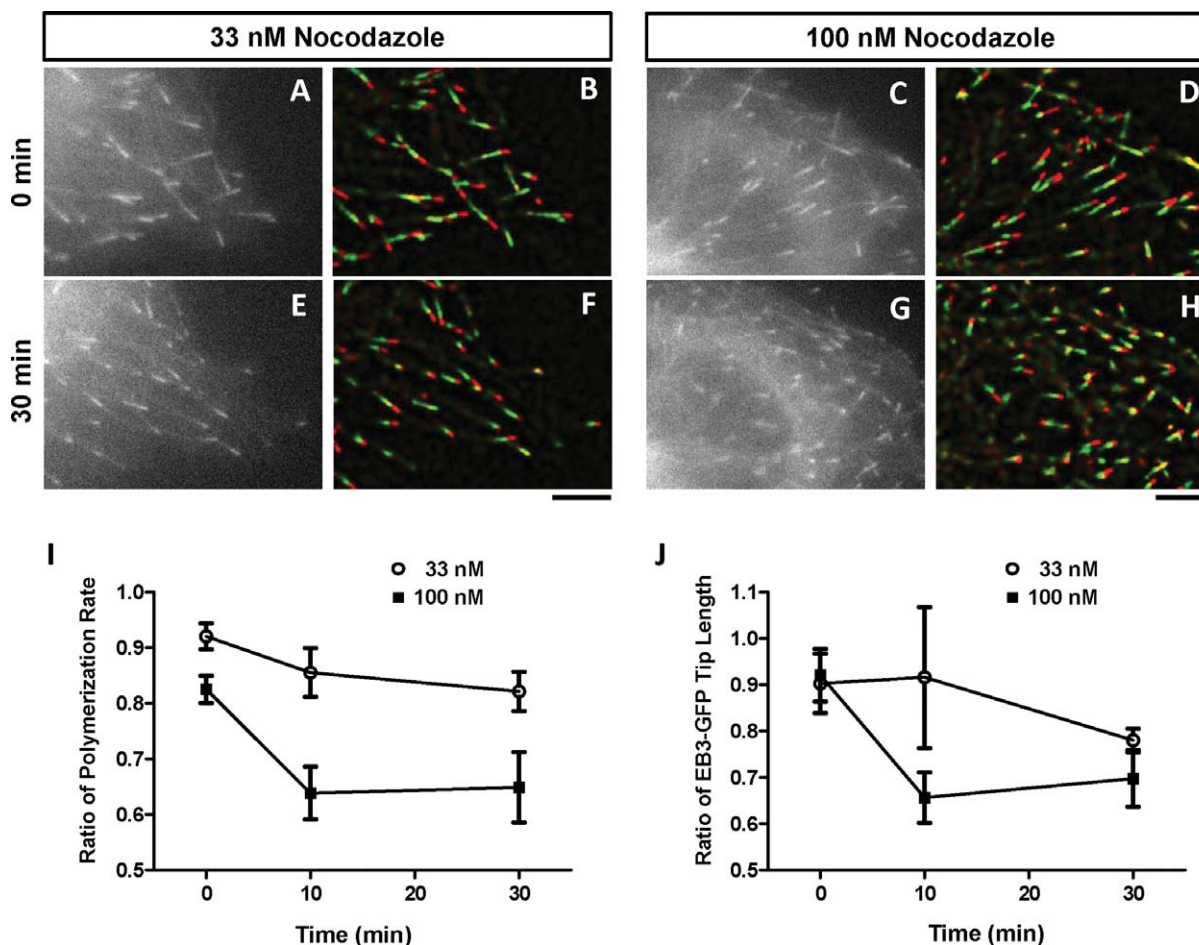 33 nM Nocodazole
100 nM Nocodazole
0 min
A
B
C
D
30 min
E
F
G
H
I
33 nM
100 nM
Ratio of Polymerization Rate
1.0
0.9
0.8
0.7
0.6
0.5
0
10
20
30
Time (min)
J
33 nM
100 nM
Ratio of EB3-GFP Tip Length
1.1
1.0
0.9
0.8
0.7
0.6
0.5
0
10
20
30
Time (min)